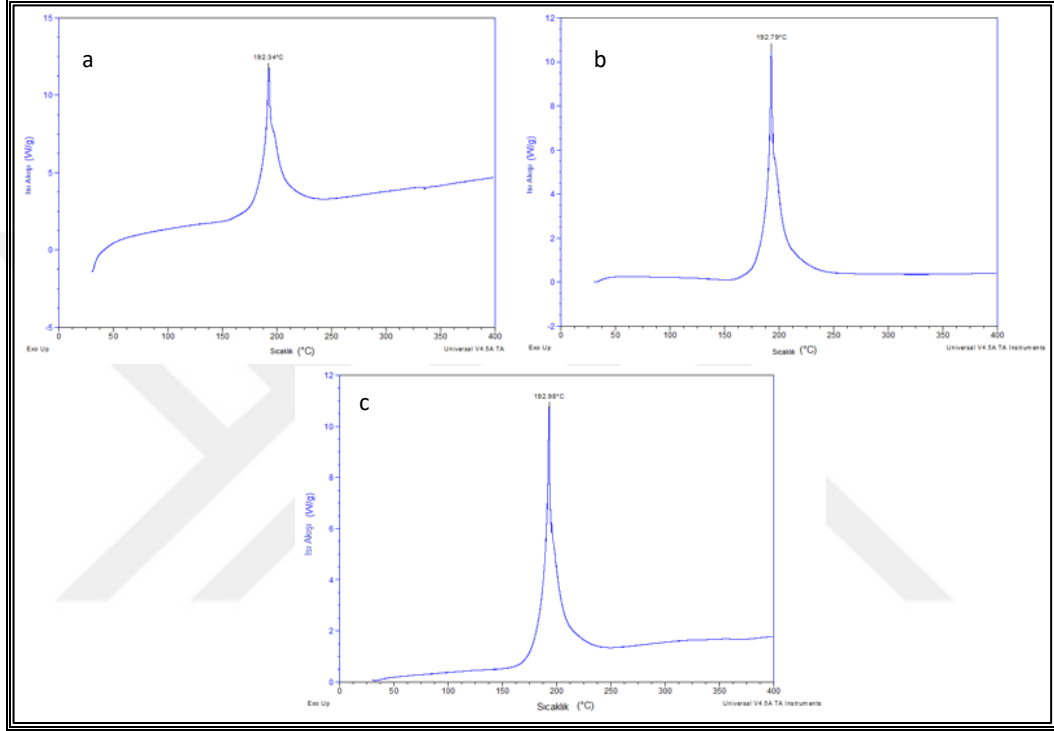 a
192.34°C
15
10
5
0
-5
Isı Akışı (W/g)
0
50
100
150
200
250
300
350
400
Exo Up
Sıcaklık (°C)
Universal V4.5A TA
b
192.79°C
12
10
8
6
4
2
0
-2
Isı Akışı (W/g)
0
50
100
150
200
250
300
350
400
Exo Up
Sıcaklık (°C)
Universal V4.5A TA Instruments
c
192.98°C
12
10
8
6
4
2
0
Isı Akışı (W/g)
0
50
100
150
200
250
300
350
400
Exo Up
Sıcaklık (°C)
Universal V4.5A TA Instruments